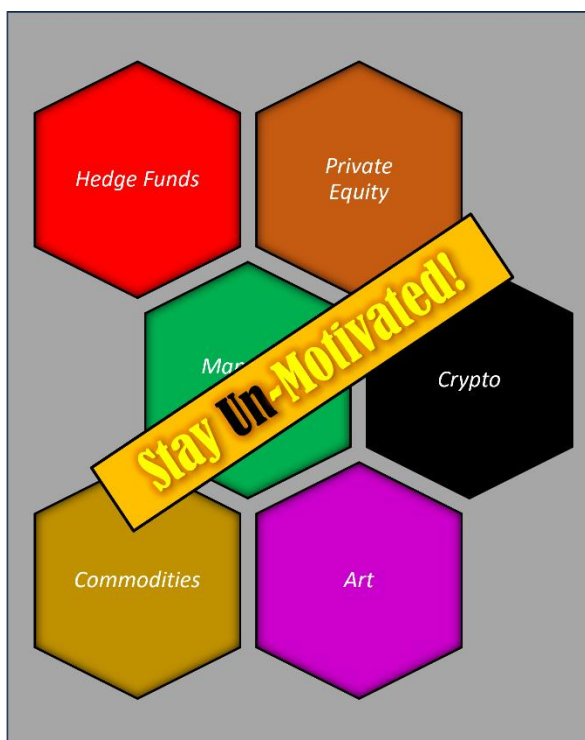 Hedge Funds
Private
Equity
Crypto
Stay Un-Motivated!
Commodities
Art